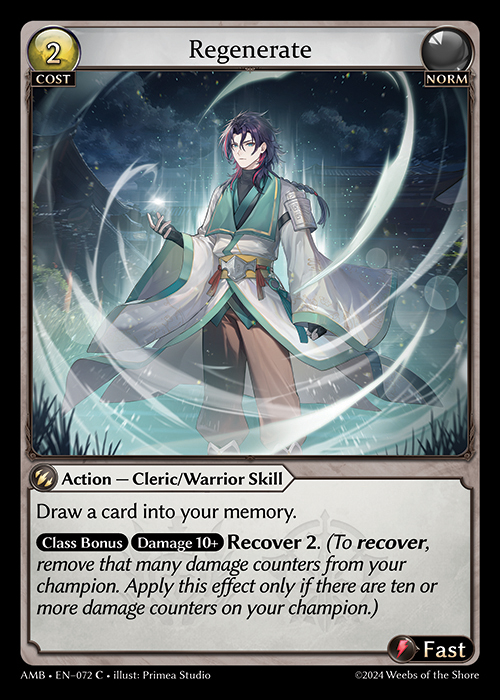 2
Regenerate
COST
NORM
Action — Cleric/Warrior Skill
Draw a card into your memory.
Class Bonus Damage 10+ Recover 2. (To recover,
remove that many damage counters from your
champion. Apply this effect only if there are ten or
more damage counters on your champion.)
Fast
AMB • EN–072 C • illust: Primea Studio
©2024 Weebs of the Shore